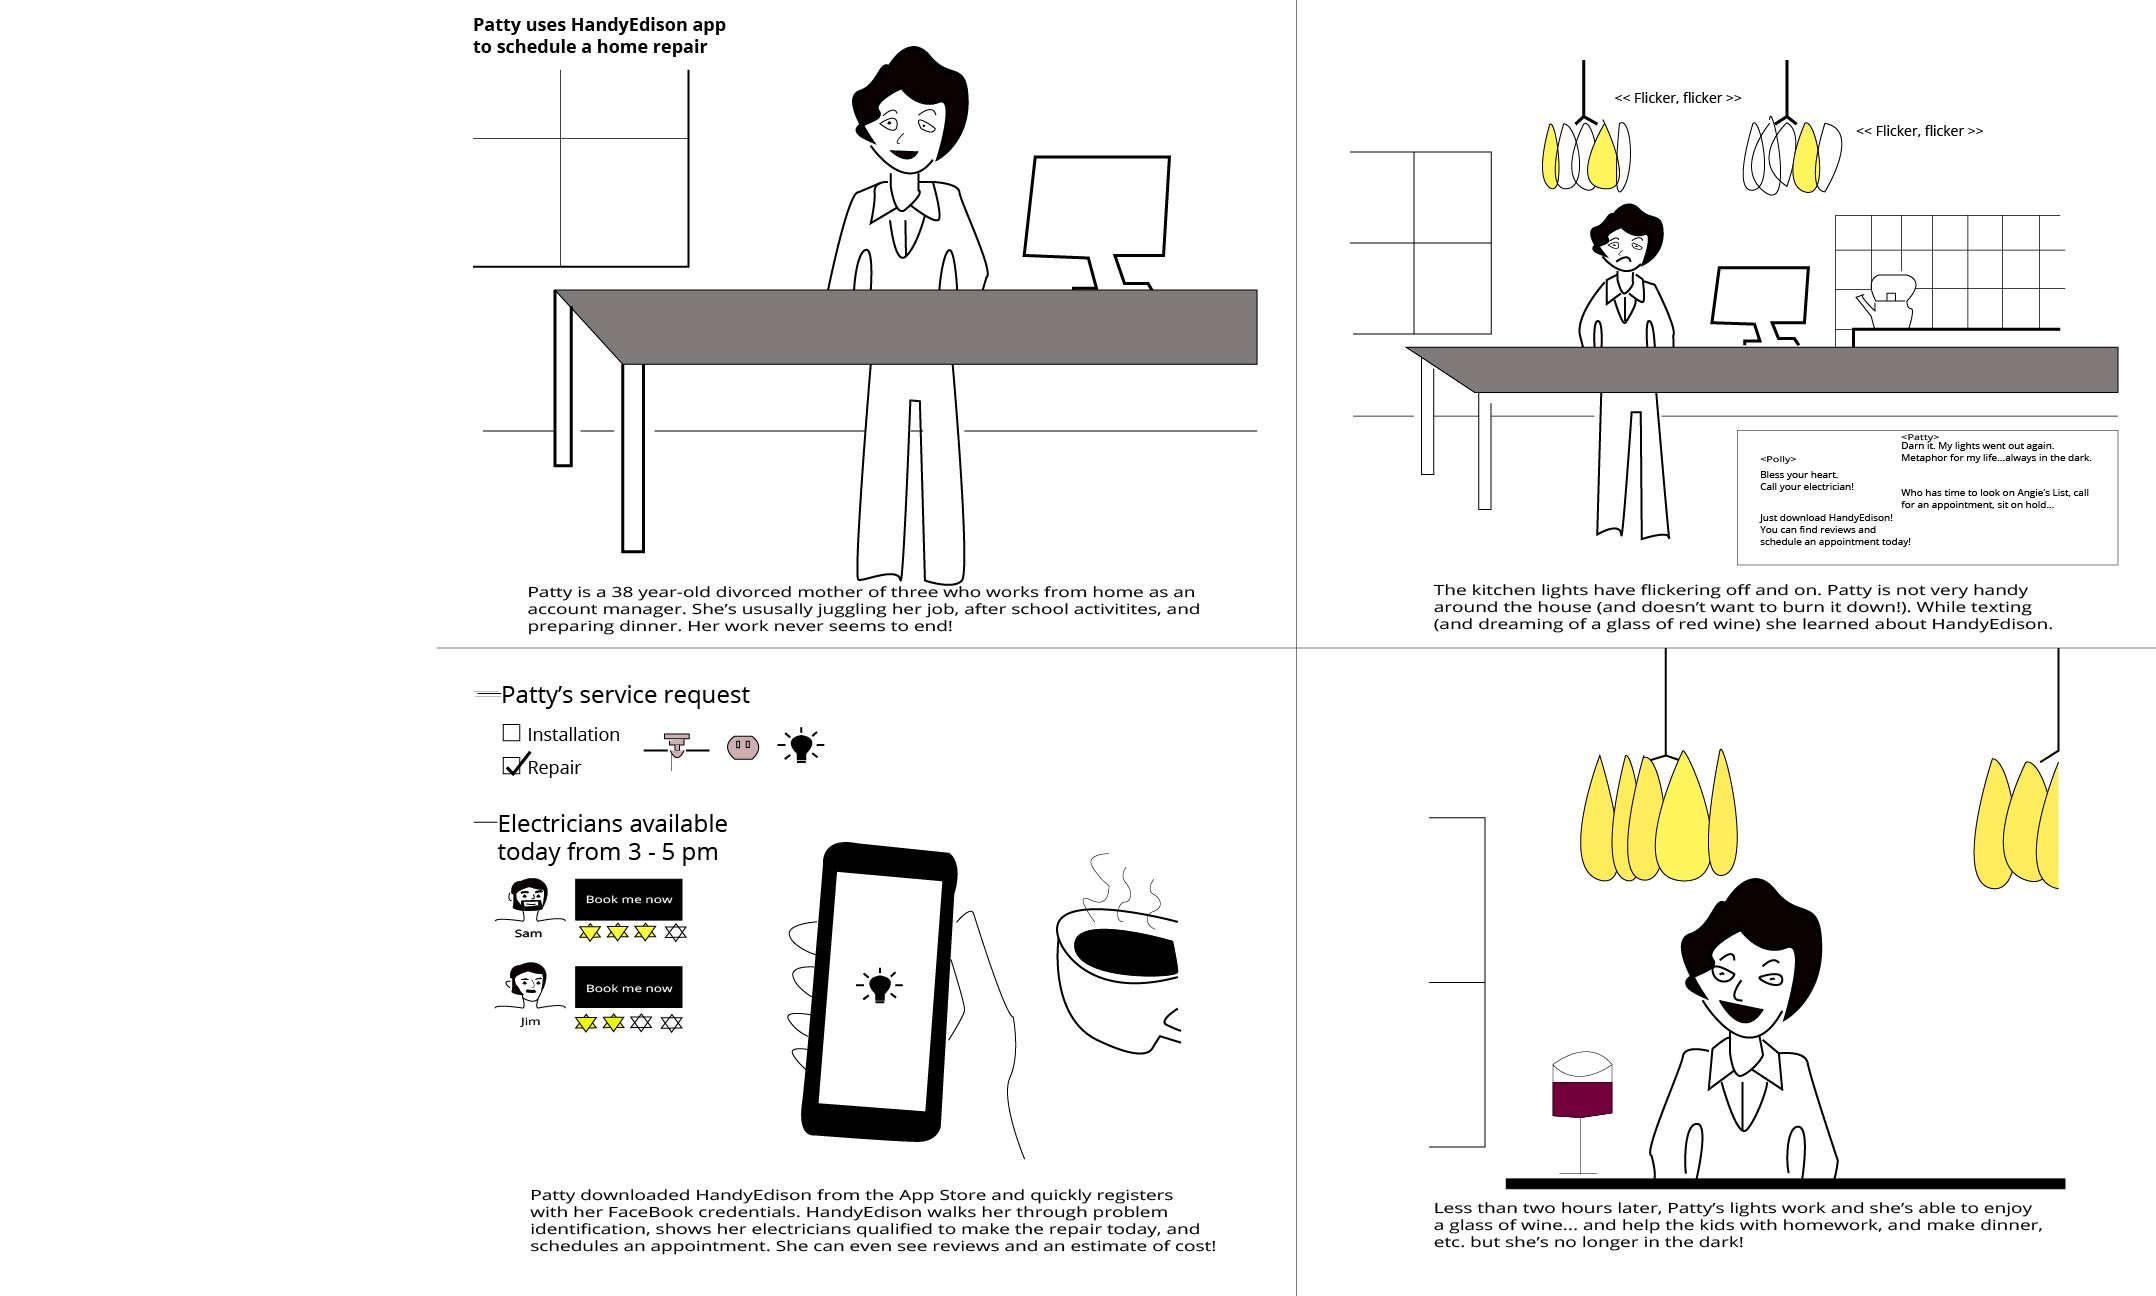 Patty uses HandyEdison app
to schedule a home repair
Patty is a 38 year-old divorced mother of three who works from home as an
account manager. She's ususally juggling her job, after school activitites, and
preparing dinner. Her work never seems to end!
<< Flicker, flicker >>
<< Flicker, flicker >>
<Patty>
Darn it. My lights went out again.
Metaphor for my life...always in the dark.
<Polly>
Bless your heart.
Call your electrician!
Who has time to look on Angie's List, call
for an appointment, sit on hold...
Just download HandyEdison!
You can find reviews and
schedule an appointment today!
The kitchen lights have flickering off and on. Patty is not very handy
around the house (and doesn't want to burn it down!). While texting
(and dreaming of a glass of red wine) she learned about HandyEdison.
Patty's service request
Installation
Repair
Electricians available
today from 3 - 5 pm
Book me now
Sam
Book me now
Jim
Patty downloaded HandyEdison from the App Store and quickly registers
with her FaceBook credentials. HandyEdison walks her through problem
identification, shows her electricians qualified to make the repair today, and
schedules an appointment. She can even see reviews and an estimate of cost!
Less than two hours later, Patty's lights work and she's able to enjoy
a glass of wine... and help the kids with homework, and make dinner,
etc. but she's no longer in the dark!